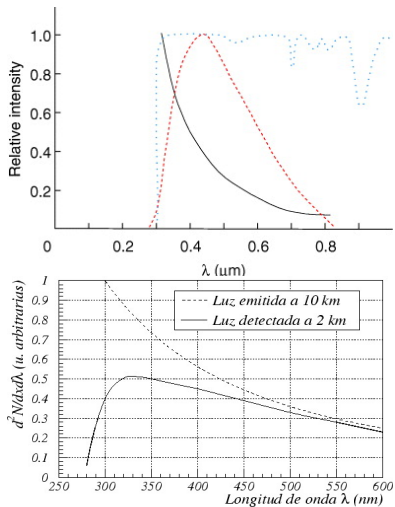 Relative intensity
1.0
0.8
0.6
0.4
0.2
0 0.2 0.4 0.6 0.8
λ (μm)
d²N/dxdλ (u. arbitrarias)
1
0.9
0.8
0.7
0.6
0.5
0.4
0.3
0.2
0.1
0
Luz emitida a 10 km
Luz detectada a 2 km
250 300 350 400 450 500 550 600
Longitud de onda λ (nm)